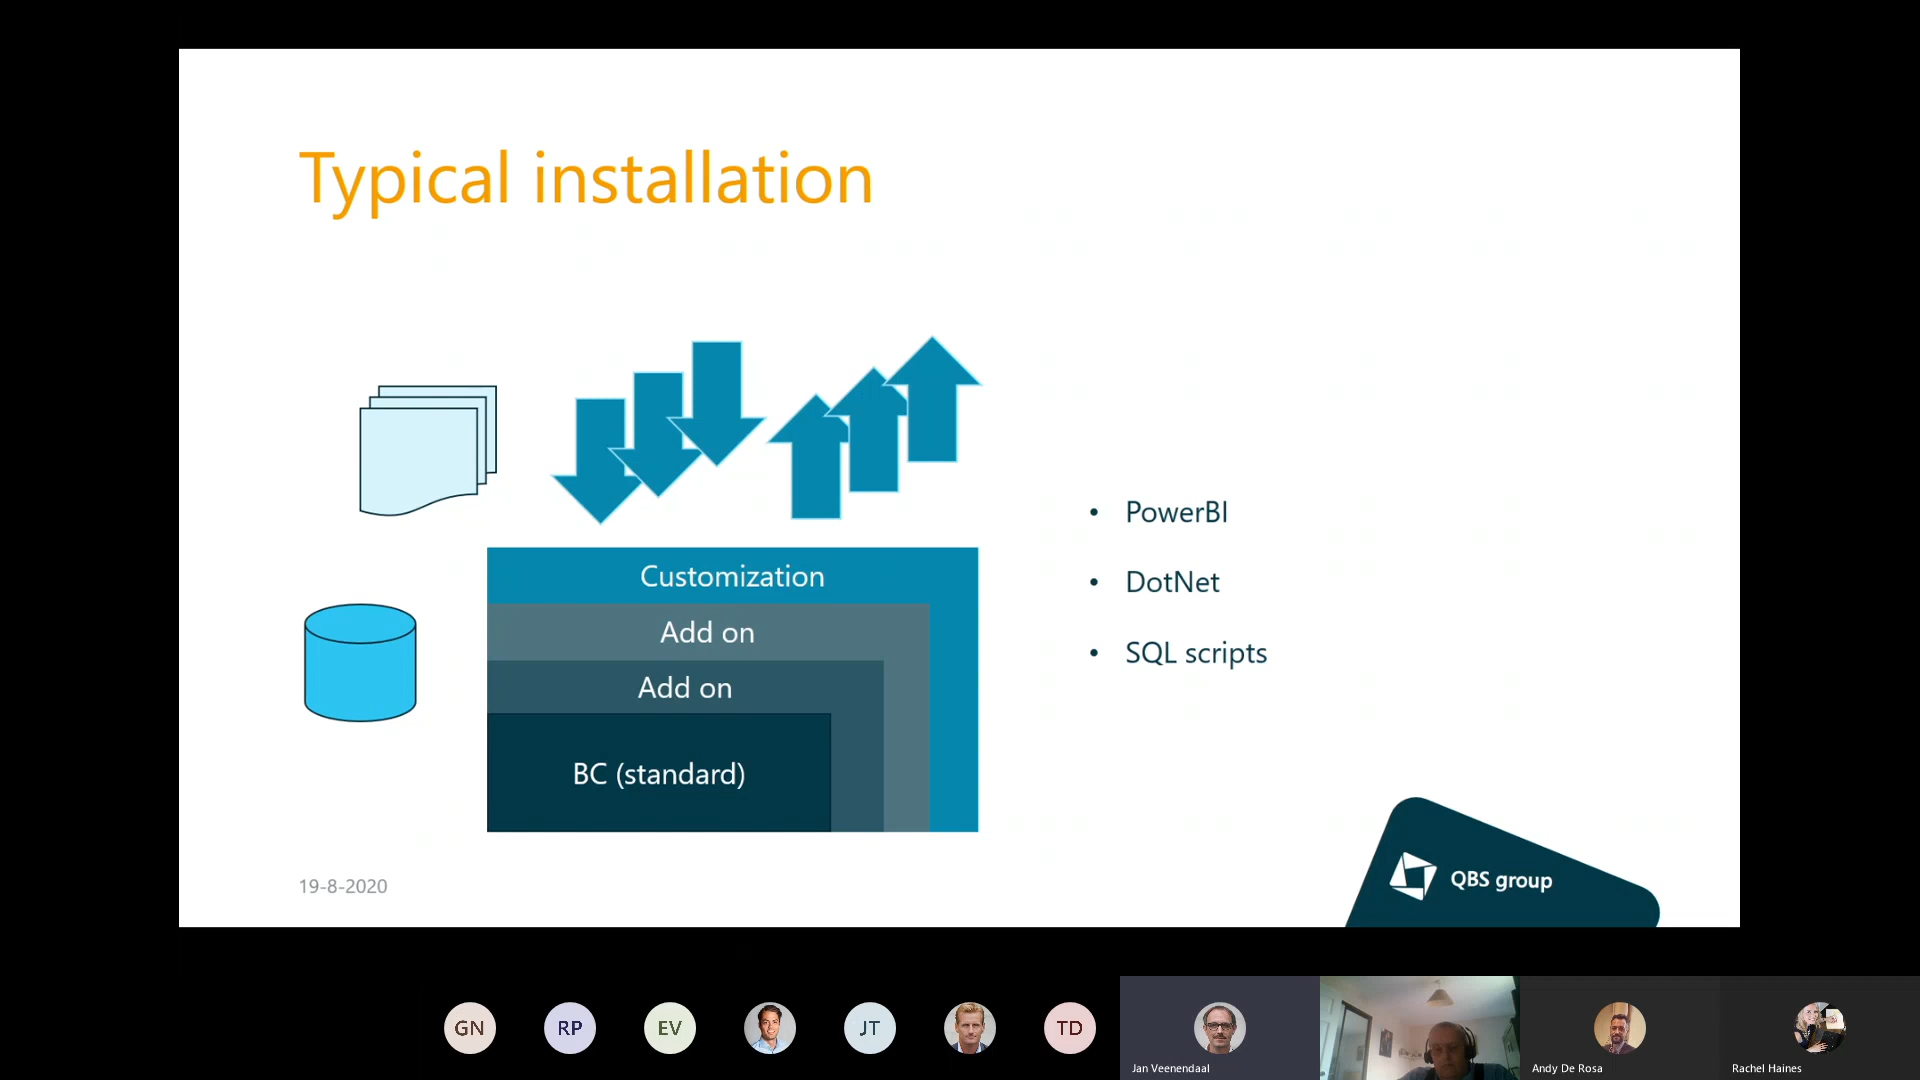 Typical installation
Customization
Add on
Add on
BC (standard)
• PowerBI
• DotNet
• SQL scripts
19-8-2020
QBS group
GN
RP
EV
JT
TD
Jan Veenendaal
Andy De Rosa
Rachel Haines